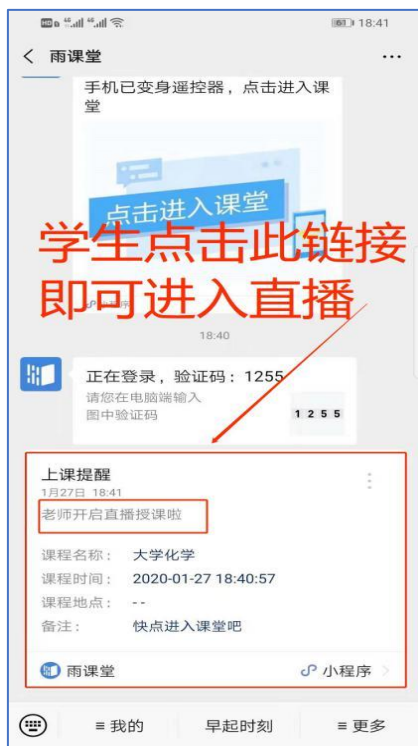 18:41
雨课堂
手机已变身遥控器，点击进入课
堂
点击进入课堂
学生点击此链接
即可进入直播
小程序
18:40
正在登录，验证码：1255
请您在电脑端输入
图中验证码
1 2 5 5
上课提醒
1月27日 18:41
老师开启直播授课啦
课程名称： 大学化学
课程时间： 2020-01-27 18:40:57
课程地点： --
备注： 快点进入课堂吧
雨课堂
小程序
我的
早起时刻
更多